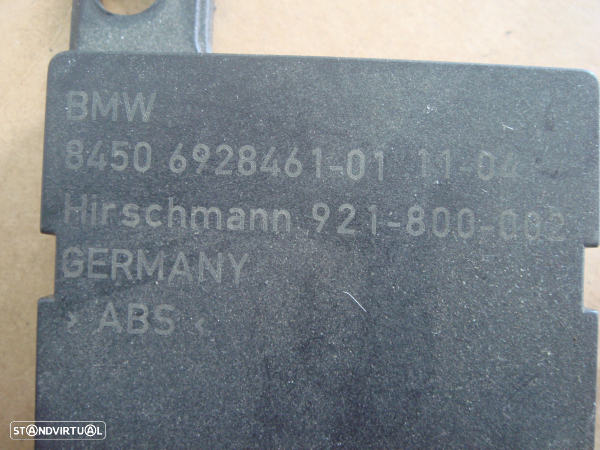 BMW
8450 6928461-01 11-04
Hirschmann 921-800-002
GERMANY
> ABS <
STANDVIRTUAL